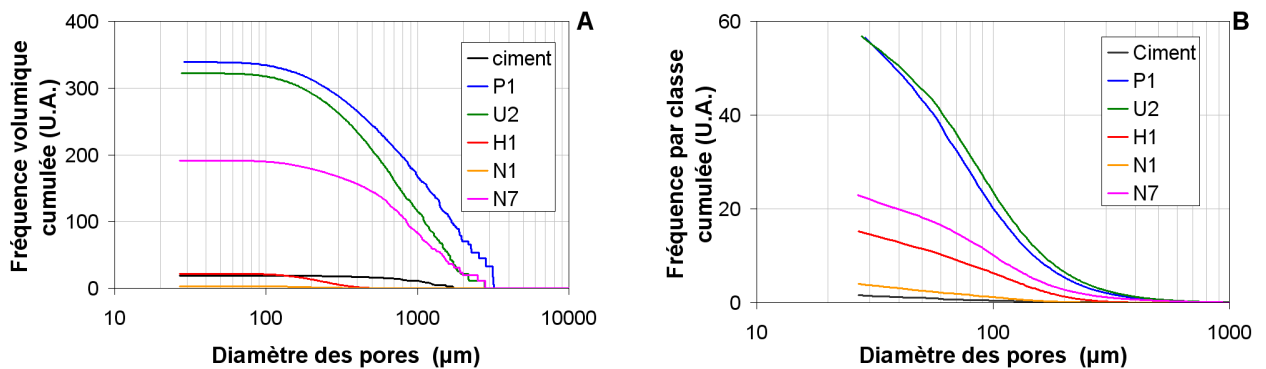 A
Fréquence volumique
cumulée (U.A.)
400
300
200
100
0
10
100
1000
10000
Diamètre des pores (µm)
ciment
P1
U2
H1
N1
N7
B
Fréquence par classe
cumulée (U.A.)
60
40
20
0
10
100
1000
Diamètre des pores (µm)
Ciment
P1
U2
H1
N1
N7